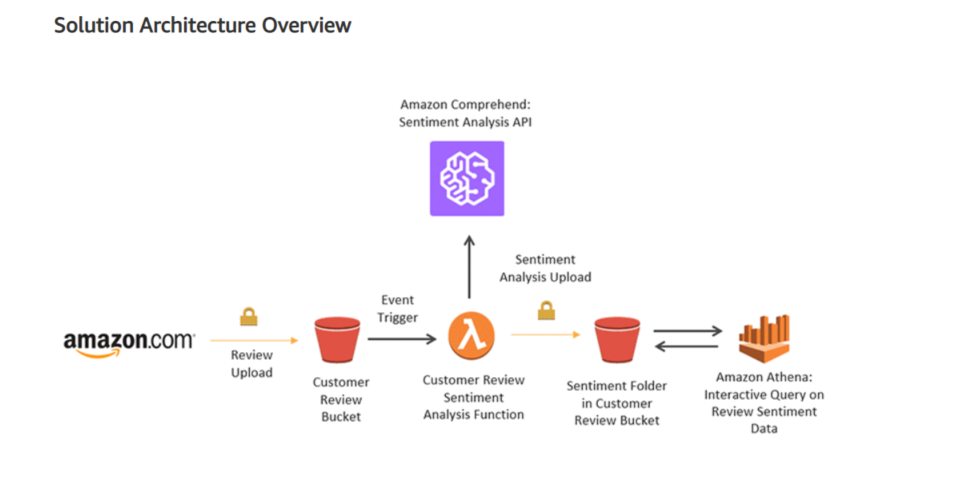 Solution Architecture Overview
Amazon Comprehend:
Sentiment Analysis API
Sentiment
Analysis Upload
Event
Trigger
amazon.com
Review
Upload
Customer
Review
Bucket
Customer Review
Sentiment
Analysis Function
Sentiment Folder
in Customer
Review Bucket
Amazon Athena:
Interactive Query on
Review Sentiment
Data